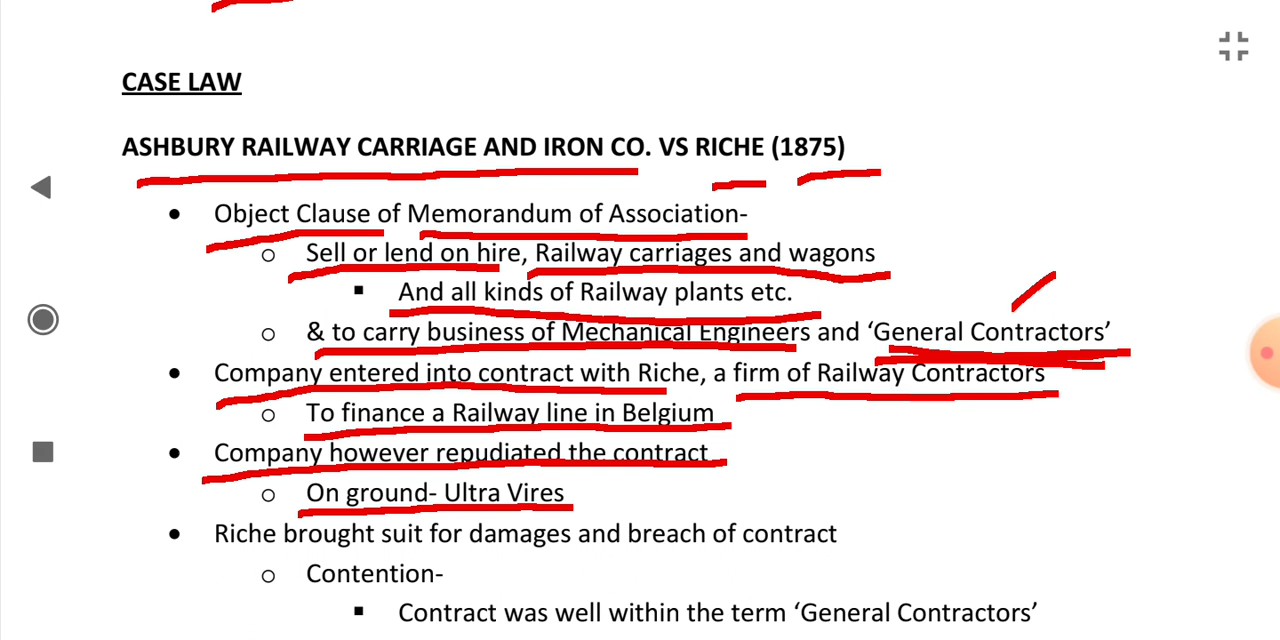 CASE LAW
ASHBURY RAILWAY CARRIAGE AND IRON CO. VS RICHE (1875)
• Object Clause of Memorandum of Association-
o Sell or lend on hire, Railway carriages and wagons
▪ And all kinds of Railway plants etc.
o & to carry business of Mechanical Engineers and ‘General Contractors’
• Company entered into contract with Riche, a firm of Railway Contractors
o To finance a Railway line in Belgium
• Company however repudiated the contract
o On ground- Ultra Vires
• Riche brought suit for damages and breach of contract
o Contention-
▪ Contract was well within the term ‘General Contractors’